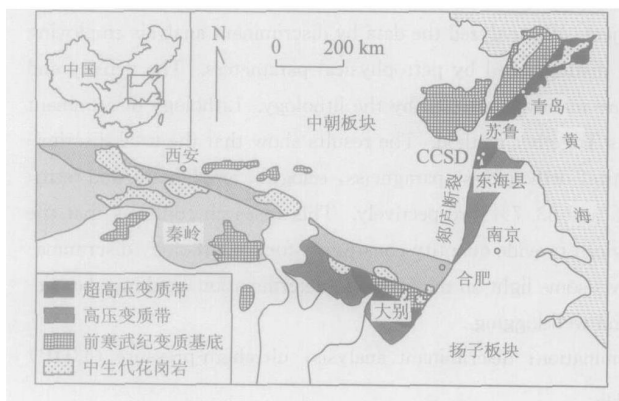 中国
N
0 200 km
中朝板块
青岛
苏鲁
黄
海
CCSD
东海县
郯庐断裂
西安
秦岭
南京
合肥
大别
扬子板块
超高压变质带
高压变质带
前寒武纪变质基底
中生代花岗岩